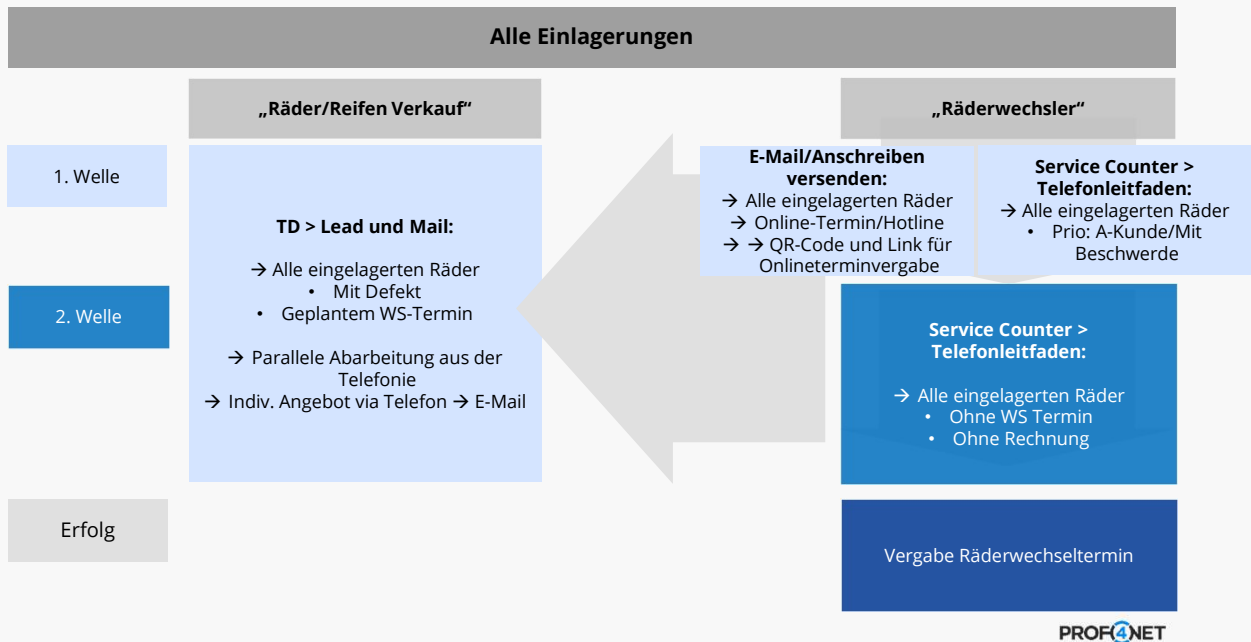 Alle Einlagerungen
„Räder/Reifen Verkauf“
„Räderwechsler“
1. Welle
TD > Lead und Mail:
→ Alle eingelagerten Räder
• Mit Defekt
• Geplantem WS-Termin
→ Parallele Abarbeitung aus der
Telefonie
→ Indiv. Angebot via Telefon → E-Mail
E-Mail/Anschreiben
versenden:
→ Alle eingelagerten Räder
→ Online-Termin/Hotline
→ → QR-Code und Link für
Onlineterminvergabe
Service Counter >
Telefonleitfaden:
→ Alle eingelagerten Räder
• Prio: A-Kunde/Mit
Beschwerde
2. Welle
Service Counter >
Telefonleitfaden:
→ Alle eingelagerten Räder
• Ohne WS Termin
• Ohne Rechnung
Erfolg
Vergabe Räderwechseltermin
PROF4NET